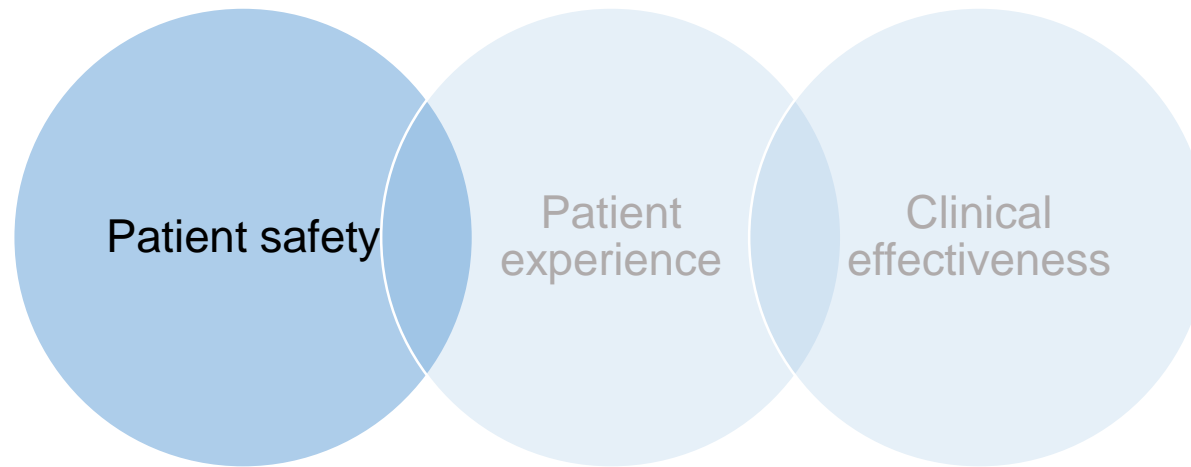 Patient safety
Patient
experience
Clinical
effectiveness